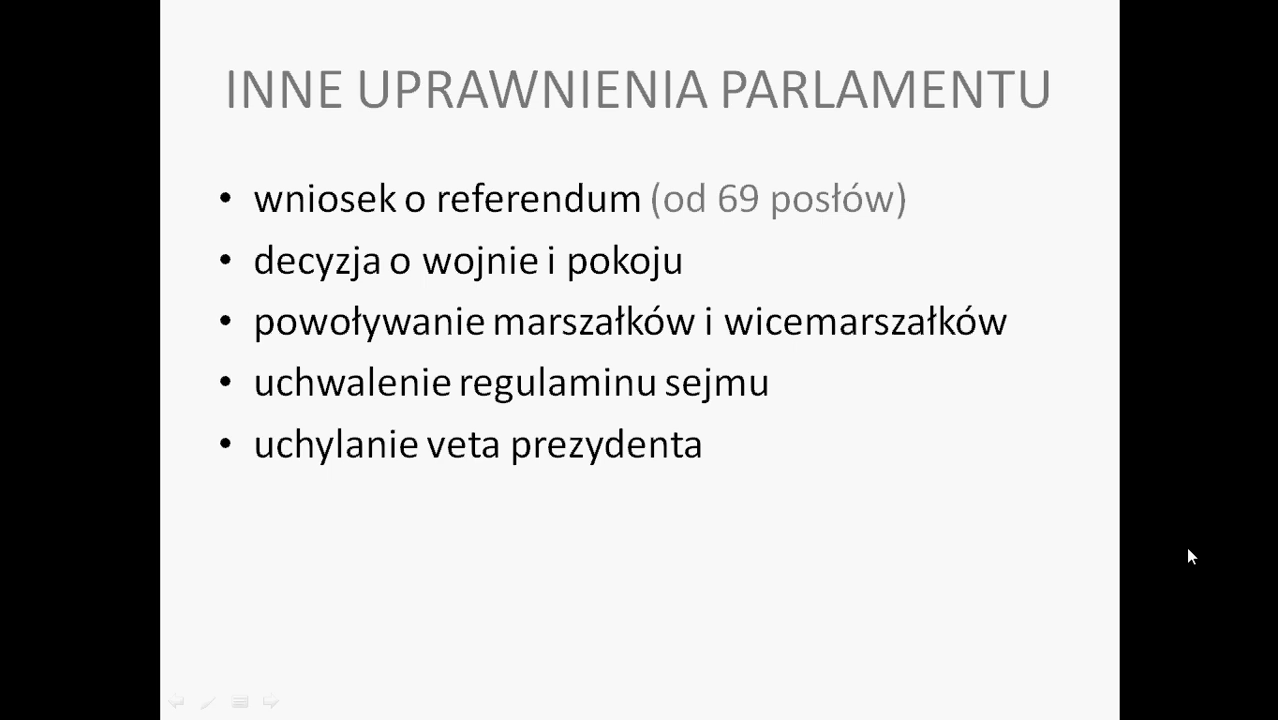 INNE UPRAWNIENIA PARLAMENTU
• wniosek o referendum (od 69 posłów)
• decyzja o wojnie i pokoju
• powoływanie marszałków i wicemarszałków
• uchwalenie regulaminu sejmu
• uchylanie veta prezydenta